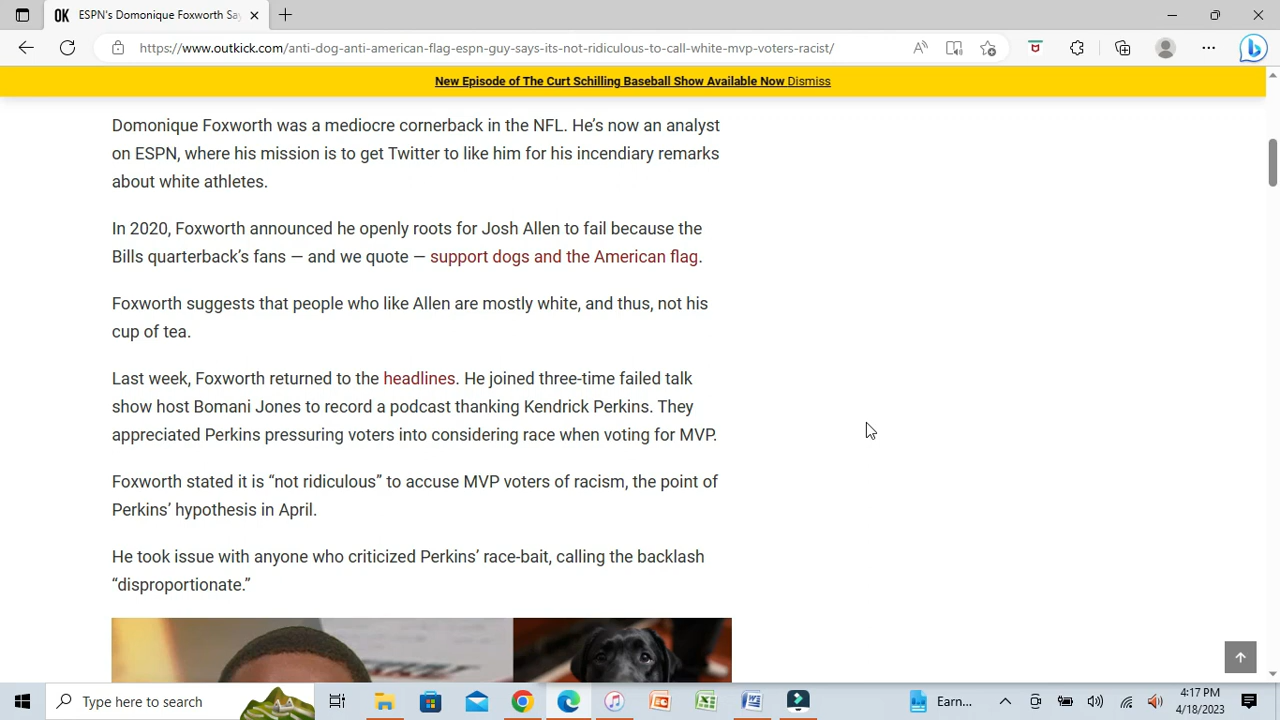 OK ESPN's Domonique Foxworth Sa
https://www.outkick.com/anti-dog-anti-american-flag-espn-guy-says-its-not-ridiculous-to-call-white-mvp-voters-racist/
New Episode of The Curt Schilling Baseball Show Available Now Dismiss
Domonique Foxworth was a mediocre cornerback in the NFL. He’s now an analyst
on ESPN, where his mission is to get Twitter to like him for his incendiary remarks
about white athletes.
In 2020, Foxworth announced he openly roots for Josh Allen to fail because the
Bills quarterback’s fans — and we quote — support dogs and the American flag.
Foxworth suggests that people who like Allen are mostly white, and thus, not his
cup of tea.
Last week, Foxworth returned to the headlines. He joined three-time failed talk
show host Bomani Jones to record a podcast thanking Kendrick Perkins. They
appreciated Perkins pressuring voters into considering race when voting for MVP.
Foxworth stated it is “not ridiculous” to accuse MVP voters of racism, the point of
Perkins’ hypothesis in April.
He took issue with anyone who criticized Perkins’ race-bait, calling the backlash
“disproportionate.”
Type here to search
Earn...
4:17 PM
4/18/2023